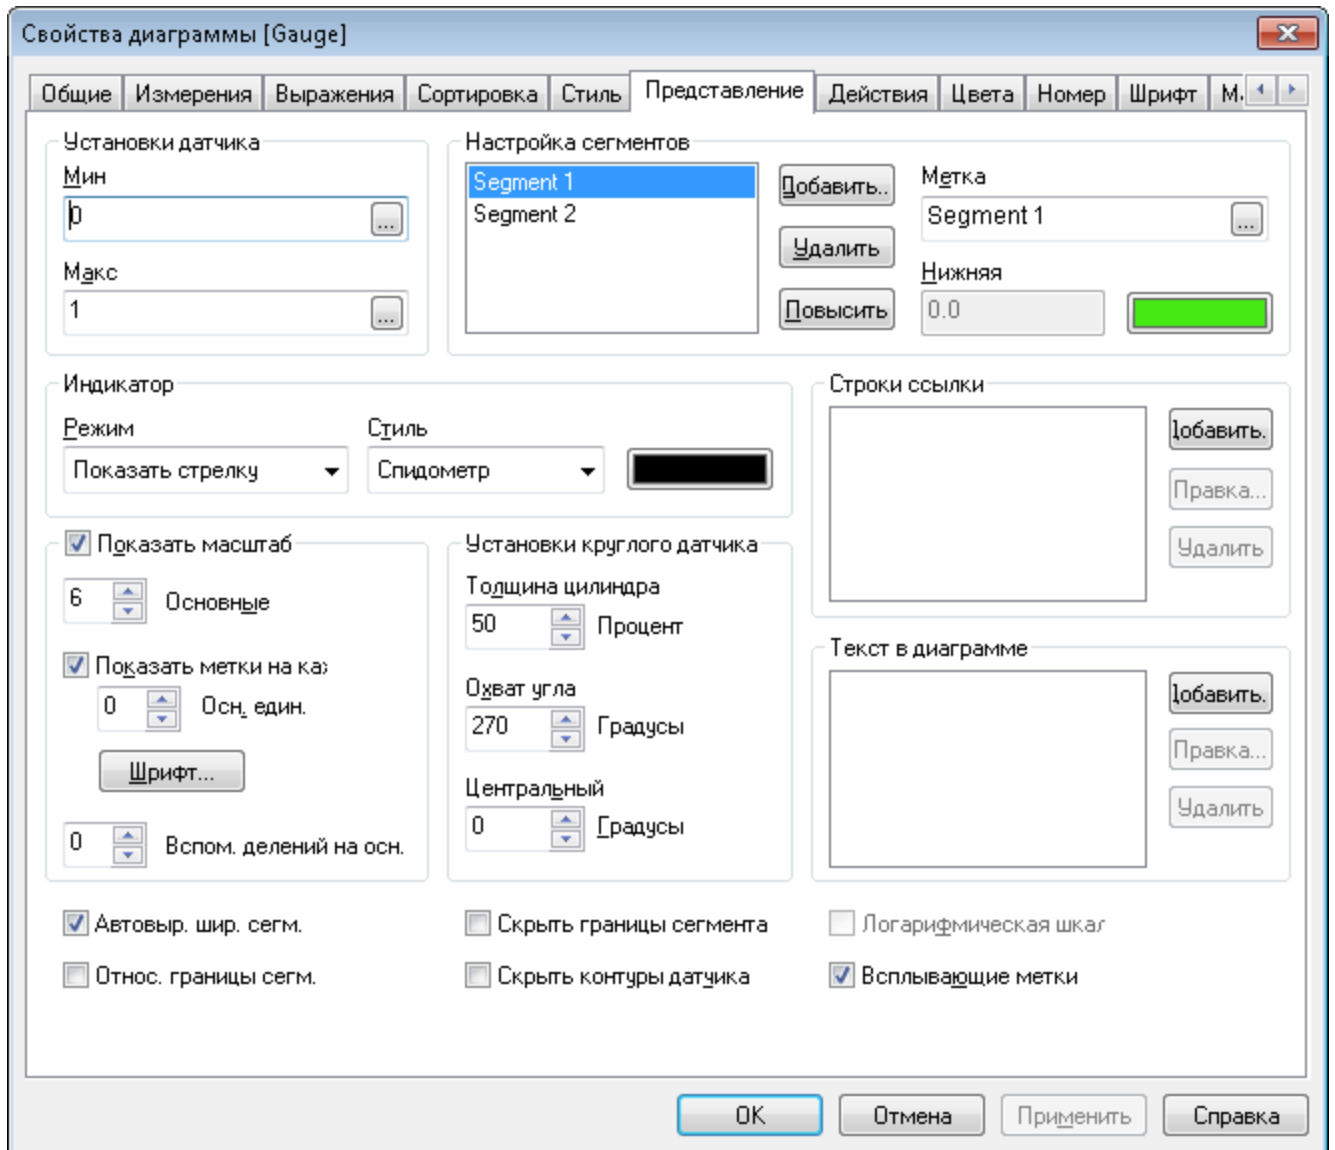 Свойства диаграммы [Gauge]
Общие Измерения Выражения Сортировка Стиль Представление Действия Цвета Номер Шрифт М.
Установки датчика
Мин
0
...
Макс
1
...
Настройка сегментов
Segment 1
Segment 2
Добавить..
Удалить
Повысить
Метка
Segment 1
...
Нижняя
0.0
Индикатор
Режим
Показать стрелку
Стиль
Спидометр
Строки ссылки
Добавить.
Правка...
Удалить
Показать масштаб
6 Основные
Показать метки на каж
0 Осн. един.
Шрифт...
0 Вспом. делений на осн.
Установки круглого датчика
Толщина цилиндра
50 Процент
Охват угла
270 Градусы
Центральный
0 Градусы
Текст в диаграмме
Добавить.
Правка...
Удалить
Автовыр. шир. сегм.
Скрыть границы сегмента
Логарифмическая шкал
Относ. границы сегм.
Скрыть контуры датчика
Всплывающие метки
OK Отмена Применить Справка